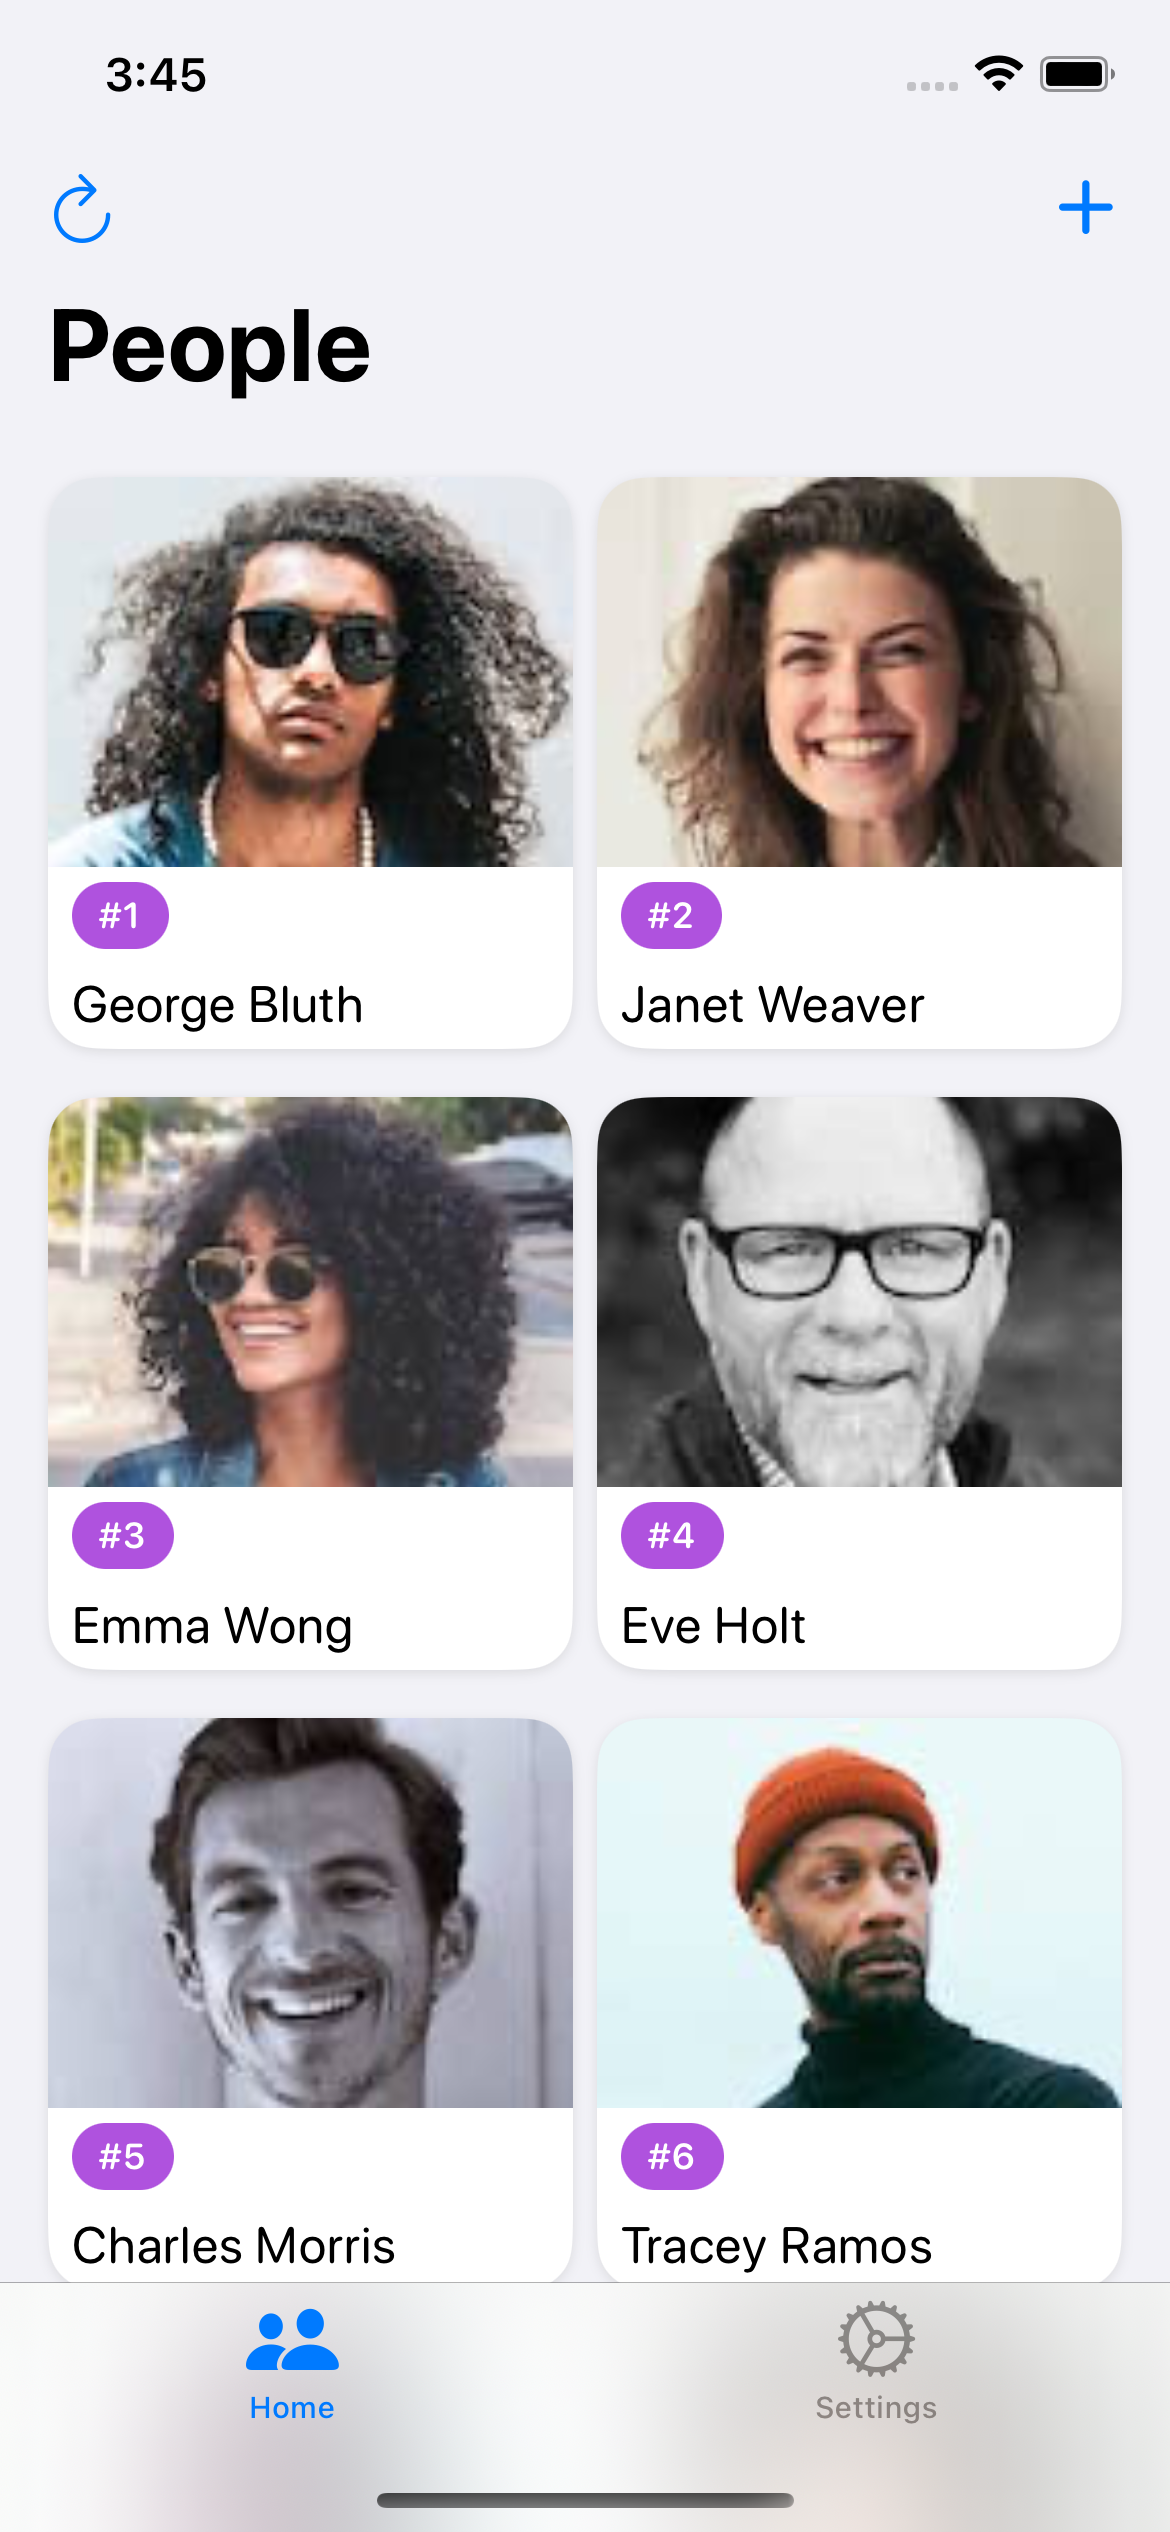 3:45
People
#1
George Bluth
#2
Janet Weaver
#3
Emma Wong
#4
Eve Holt
#5
Charles Morris
#6
Tracey Ramos
Home
Settings